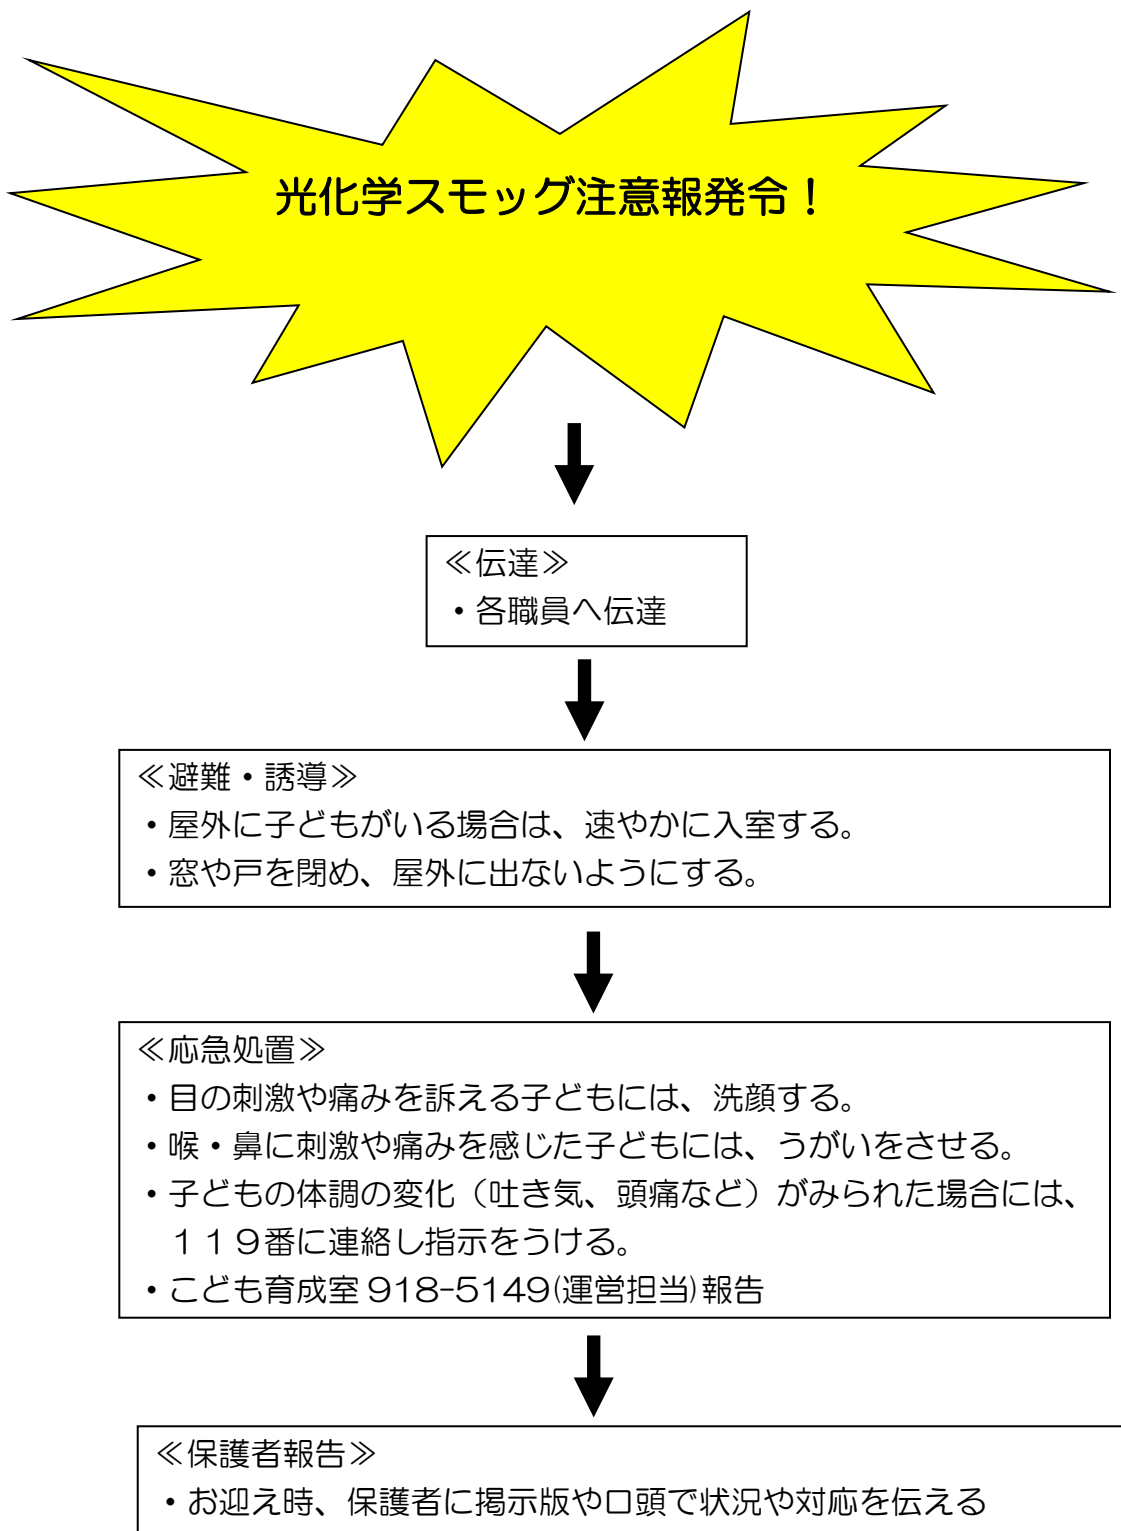 光化学スモッグ注意報発令！
≪伝達≫
・各職員へ伝達
≪避難・誘導≫
・屋外に子どもがいる場合は、速やかに入室する。
・窓や戸を閉め、屋外に出ないようにする。
≪応急処置≫
・目の刺激や痛みを訴える子どもには、洗顔する。
・喉・鼻に刺激や痛みを感じた子どもには、うがいをさせる。
・子どもの体調の変化（吐き気、頭痛など）がみられた場合には、
１１９番に連絡し指示をうける。
・こども育成室 918-5149(運営担当)報告
≪保護者報告≫
・お迎え時、保護者に掲示版や口頭で状況や対応を伝える